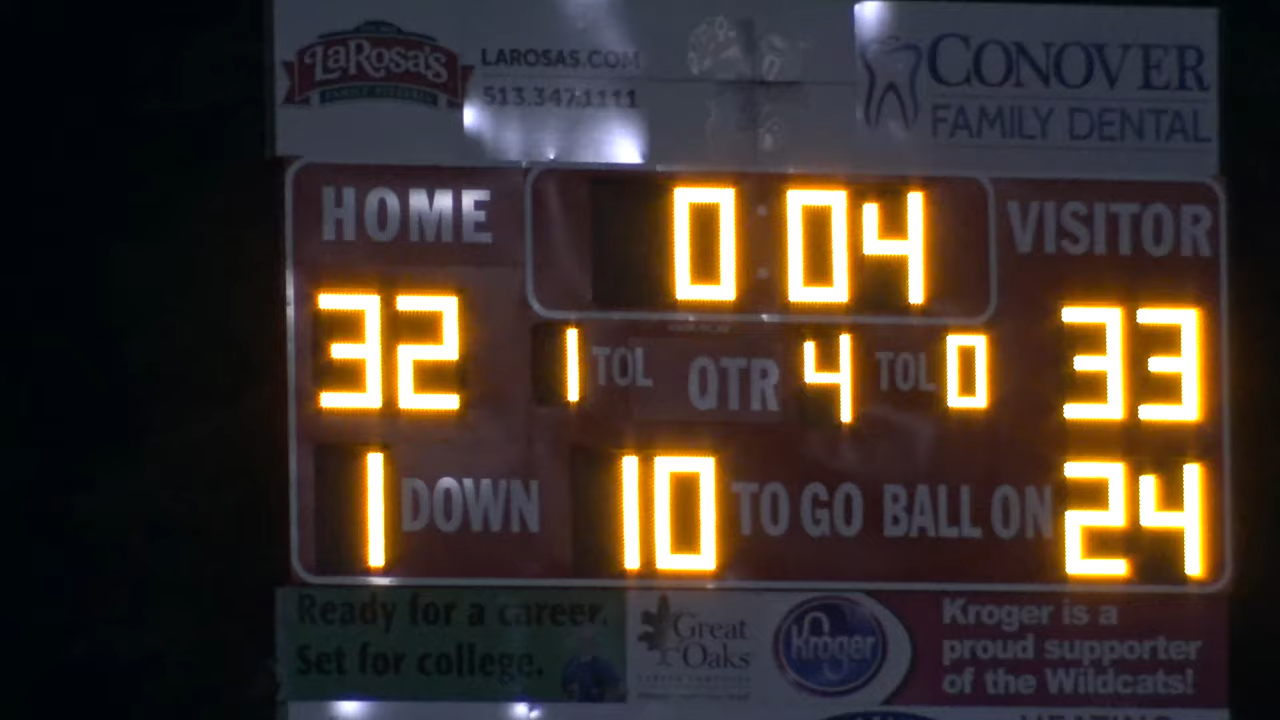 LaRosa's
FAMILY PIZZERIA
LAROSAS.COM
513.347.1111
CONOVER
FAMILY DENTAL
HOME 0:04 VISITOR
32 1 TOL QTR 4 TOL 0 33
1 DOWN 10 TO GO BALL ON 24
Ready for a career.
Set for college.
Great
Oaks
Kroger
Kroger is a
proud supporter
of the Wildcats!